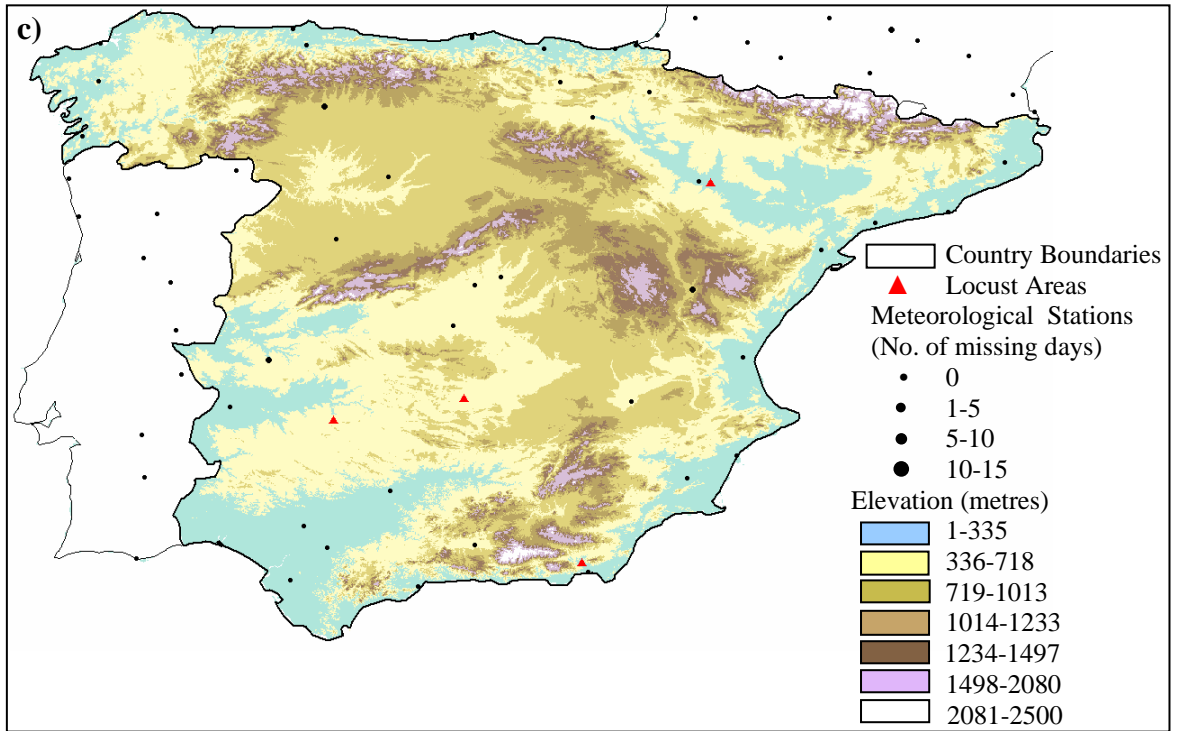 c)
Country Boundaries
Locust Areas
Meteorological Stations
(No. of missing days)
0
1-5
5-10
10-15
Elevation (metres)
1-335
336-718
719-1013
1014-1233
1234-1497
1498-2080
2081-2500